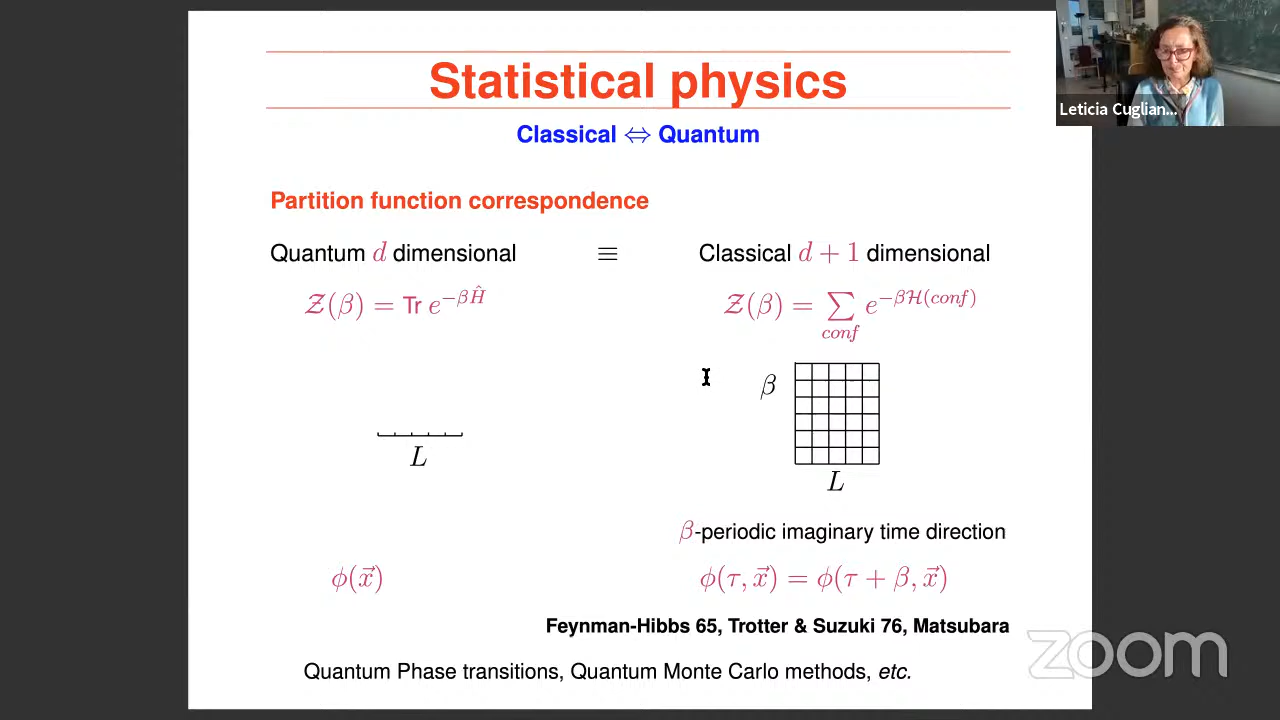 Statistical physics
Leticia Cuglian...
Classical ⇔ Quantum
Partition function correspondence
Quantum d dimensional ≡ Classical d + 1 dimensional
𝒵(β) = Tr e^{−βĤ} 𝒵(β) = ∑_{conf} e^{−βℋ(conf)}
β
L
L
β-periodic imaginary time direction
ϕ(x⃗) ϕ(τ, x⃗) = ϕ(τ + β, x⃗)
Feynman-Hibbs 65, Trotter & Suzuki 76, Matsubara
zoom
Quantum Phase transitions, Quantum Monte Carlo methods, etc.